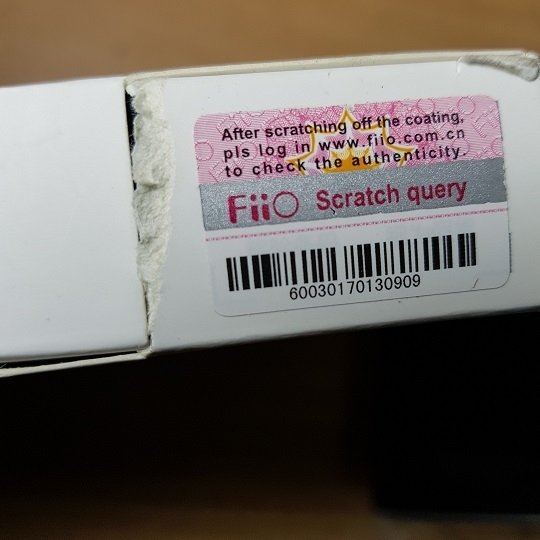 After scratching off the coating,
pls log in www.fiio.com.cn
to check the authenticity.
FiiO Scratch query
60030170130909